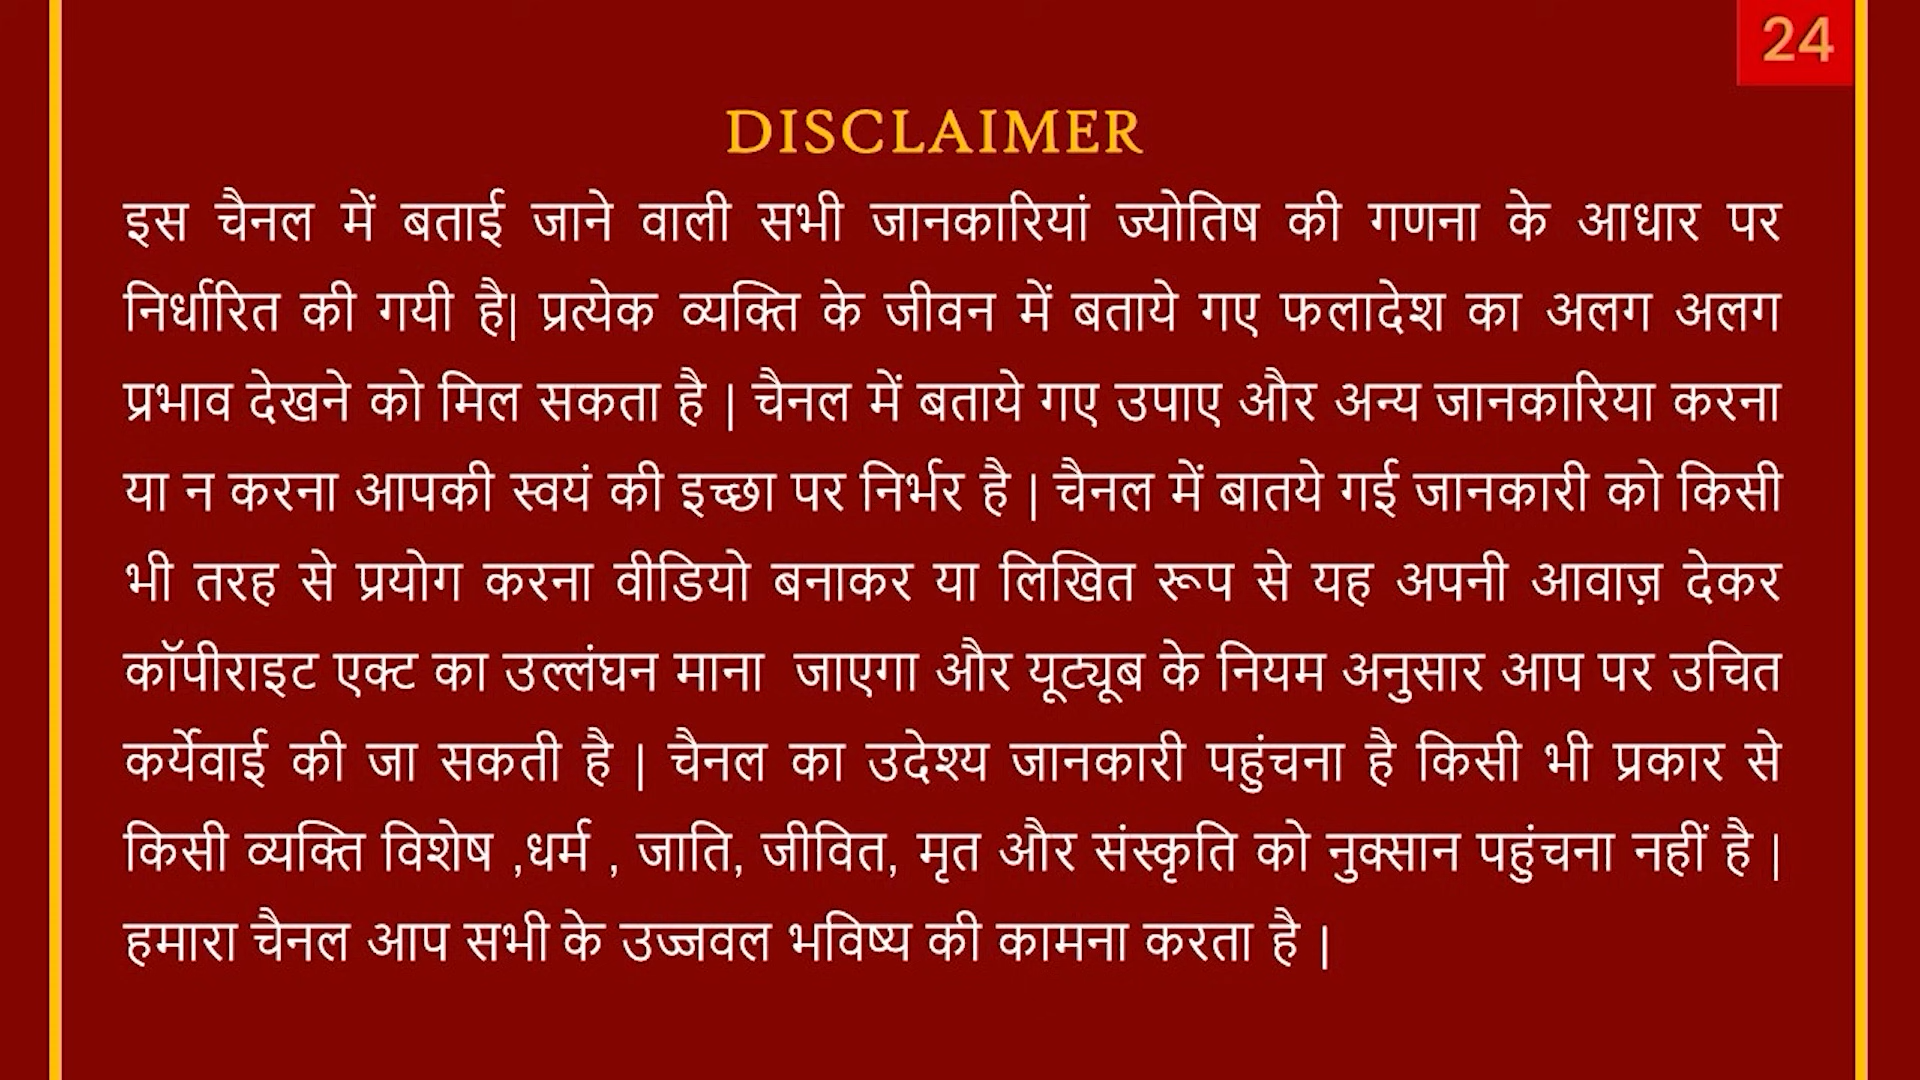 24
DISCLAIMER
इस चैनल में बताई जाने वाली सभी जानकारियां ज्योतिष की गणना के आधार पर
निर्धारित की गयी है| प्रत्येक व्यक्ति के जीवन में बताये गए फलादेश का अलग अलग
प्रभाव देखने को मिल सकता है | चैनल में बताये गए उपाए और अन्य जानकारिया करना
या न करना आपकी स्वयं की इच्छा पर निर्भर है | चैनल में बातये गई जानकारी को किसी
भी तरह से प्रयोग करना वीडियो बनाकर या लिखित रूप से यह अपनी आवाज़ देकर
कॉपीराइट एक्ट का उल्लंघन माना जाएगा और यूट्यूब के नियम अनुसार आप पर उचित
कर्येवाई की जा सकती है | चैनल का उदेश्य जानकारी पहुंचना है किसी भी प्रकार से
किसी व्यक्ति विशेष ,धर्म , जाति, जीवित, मृत और संस्कृति को नुक्सान पहुंचना नहीं है |
हमारा चैनल आप सभी के उज्जवल भविष्य की कामना करता है |